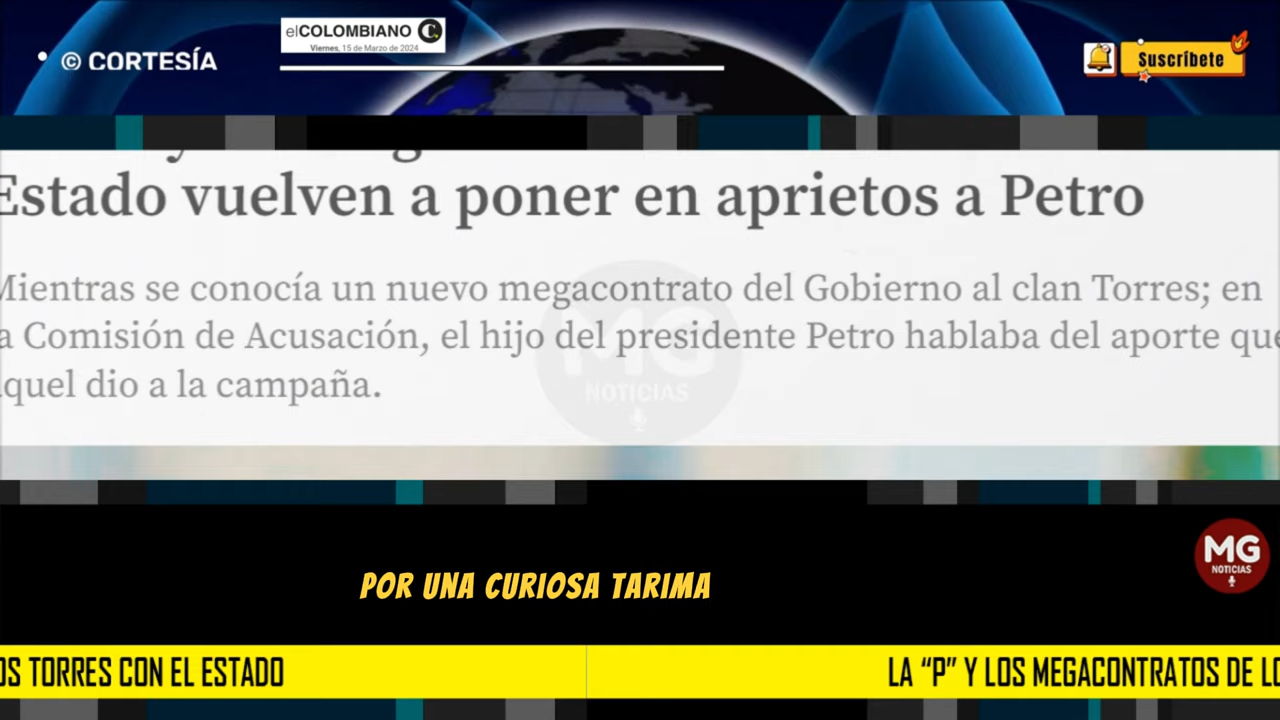 © CORTESÍA
elCOLOMBIANO C
Viernes, 15 de Marzo de 2024
Suscríbete
Estado vuelven a poner en aprietos a Petro
Mientras se conocía un nuevo megacontrato del Gobierno al clan Torres; en
a Comisión de Acusación, el hijo del presidente Petro hablaba del aporte que
aquel dio a la campaña.
MG
NOTICIAS
POR UNA CURIOSA TARIMA
MG
NOTICIAS
OS TORRES CON EL ESTADO
LA “P” Y LOS MEGACONTRATOS DE LO